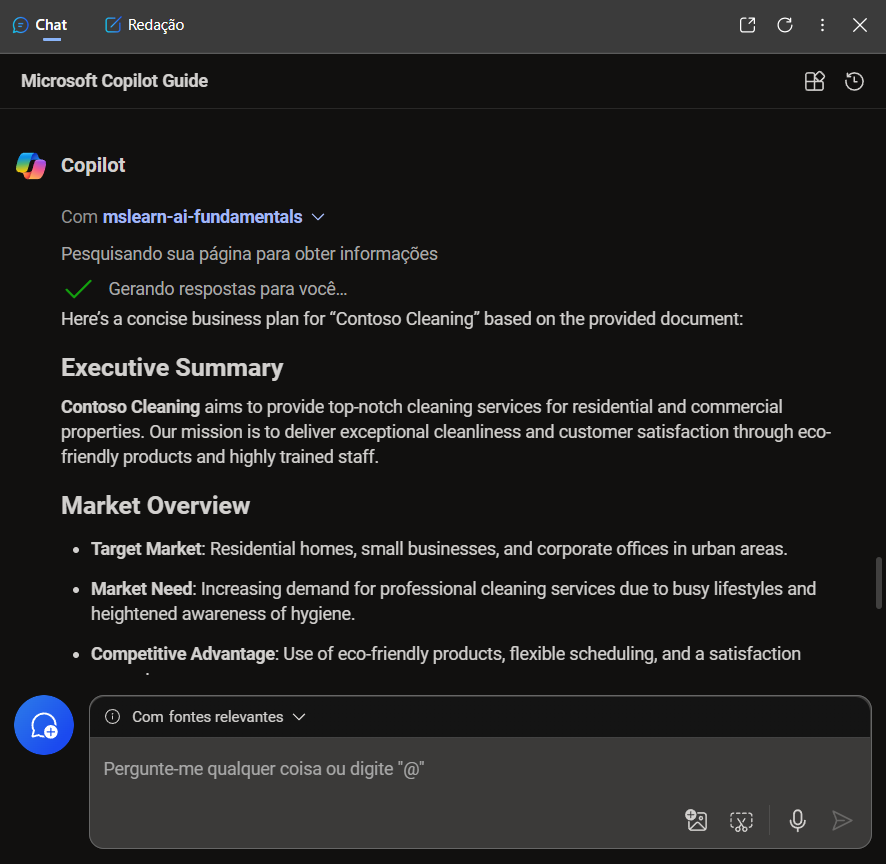 Chat Redação
Microsoft Copilot Guide
Copilot
Com mslearn-ai-fundamentals
Pesquisando sua página para obter informações
Gerando respostas para você...
Here's a concise business plan for “Contoso Cleaning” based on the provided document:
Executive Summary
Contoso Cleaning aims to provide top-notch cleaning services for residential and commercial
properties. Our mission is to deliver exceptional cleanliness and customer satisfaction through eco-
friendly products and highly trained staff.
Market Overview
• Target Market: Residential homes, small businesses, and corporate offices in urban areas.
• Market Need: Increasing demand for professional cleaning services due to busy lifestyles and
heightened awareness of hygiene.
• Competitive Advantage: Use of eco-friendly products, flexible scheduling, and a satisfaction
Com fontes relevantes
Pergunte-me qualquer coisa ou digite "@"